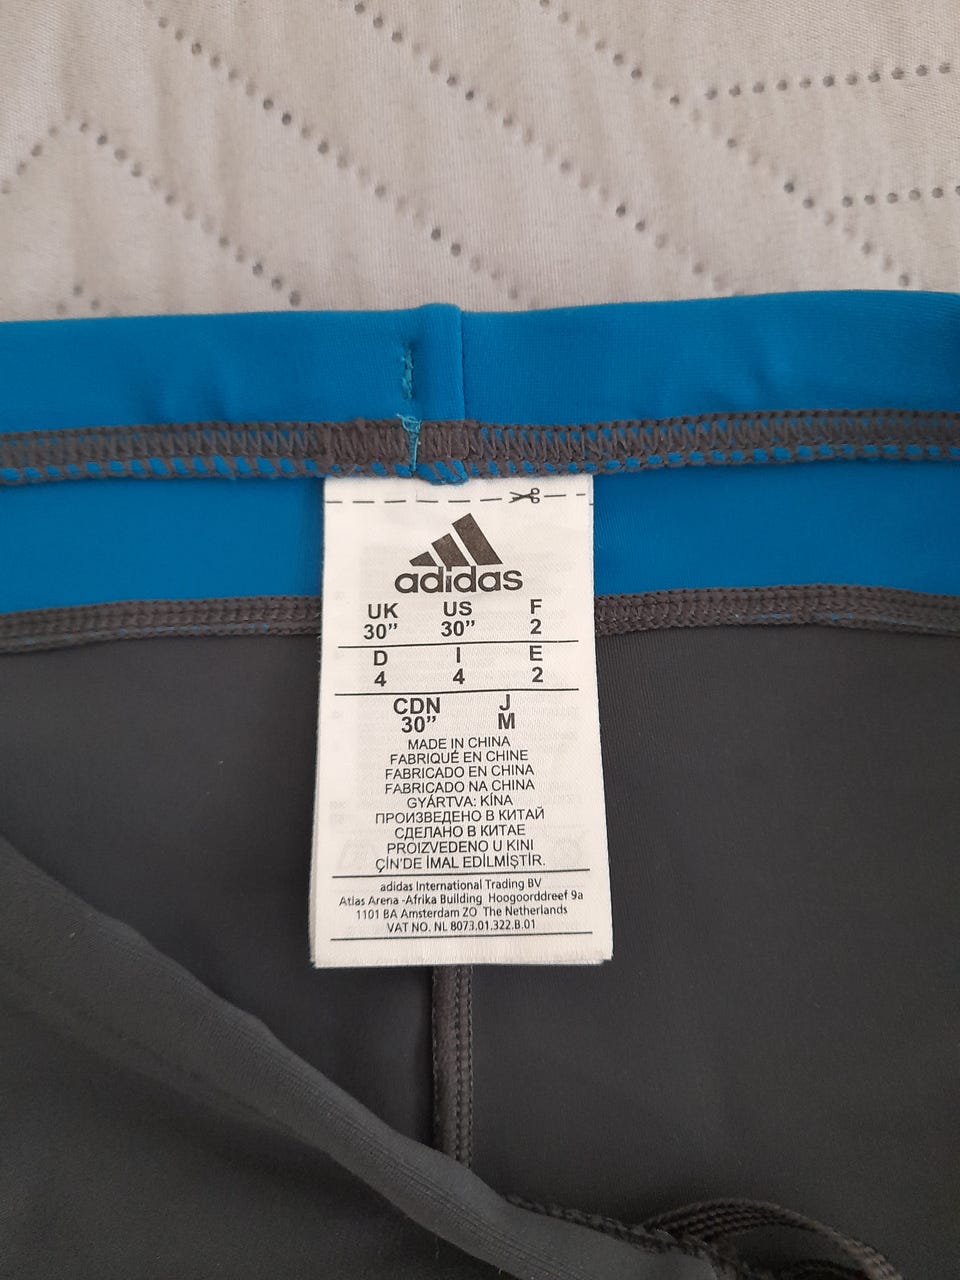 adidas
UK US F
30” 30” 2
D I E
4 4 2
CDN J
30” M
MADE IN CHINA
FABRIQUÉ EN CHINE
FABRICADO EN CHINA
FABRICADO NA CHINA
GYÁRTVA: KÍNA
ПРОИЗВЕДЕНО В КИТАЙ
СДЕЛАНО В КИТАЕ
PROIZVEDENO U KINI
ÇİN'DE İMAL EDİLMİŞTİR.
adidas International Trading BV
Atlas Arena -Afrika Building Hoogoorddreef 9a
1101 BA Amsterdam ZO The Netherlands
VAT NO. NL 8073.01.322.B.01